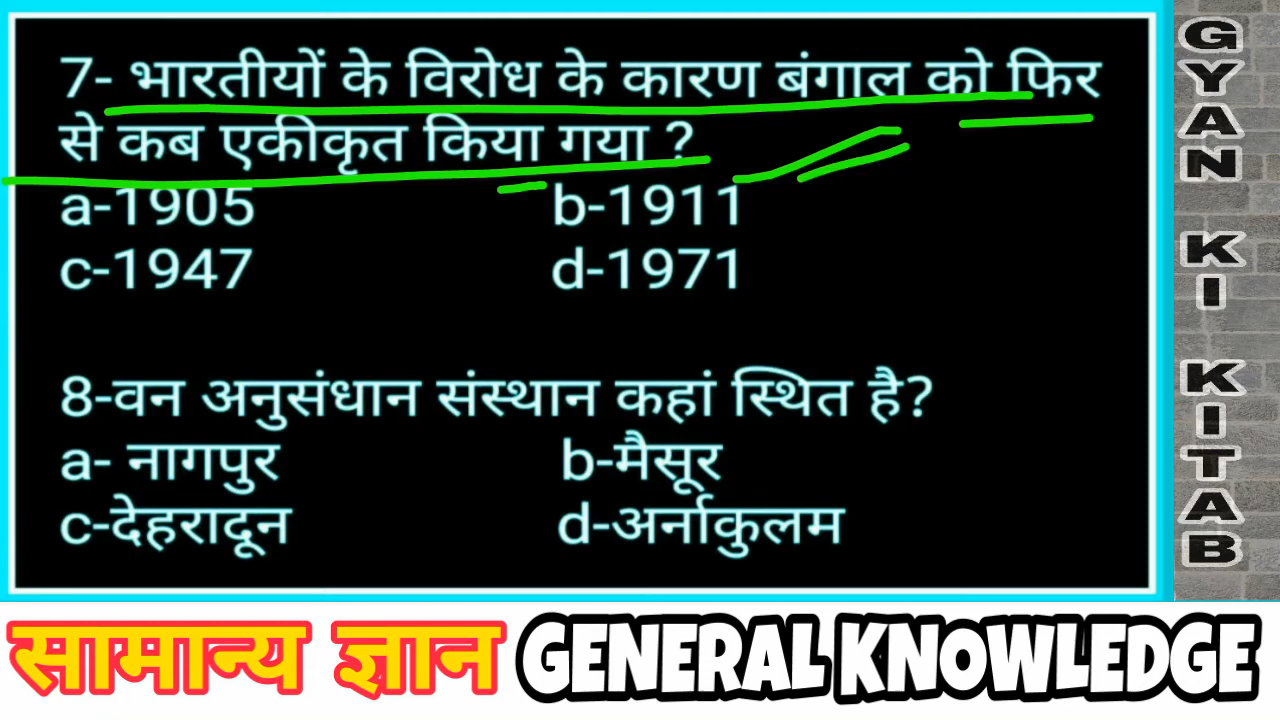 7- भारतीयों के विरोध के कारण बंगाल को फिर
से कब एकीकृत किया गया ?
a-1905 b-1911
c-1947 d-1971
8-वन अनुसंधान संस्थान कहां स्थित है?
a- नागपुर b-मैसूर
c-देहरादून d-अर्नाकुलम
GYAN KI KITAB
सामान्य ज्ञान GENERAL KNOWLEDGE